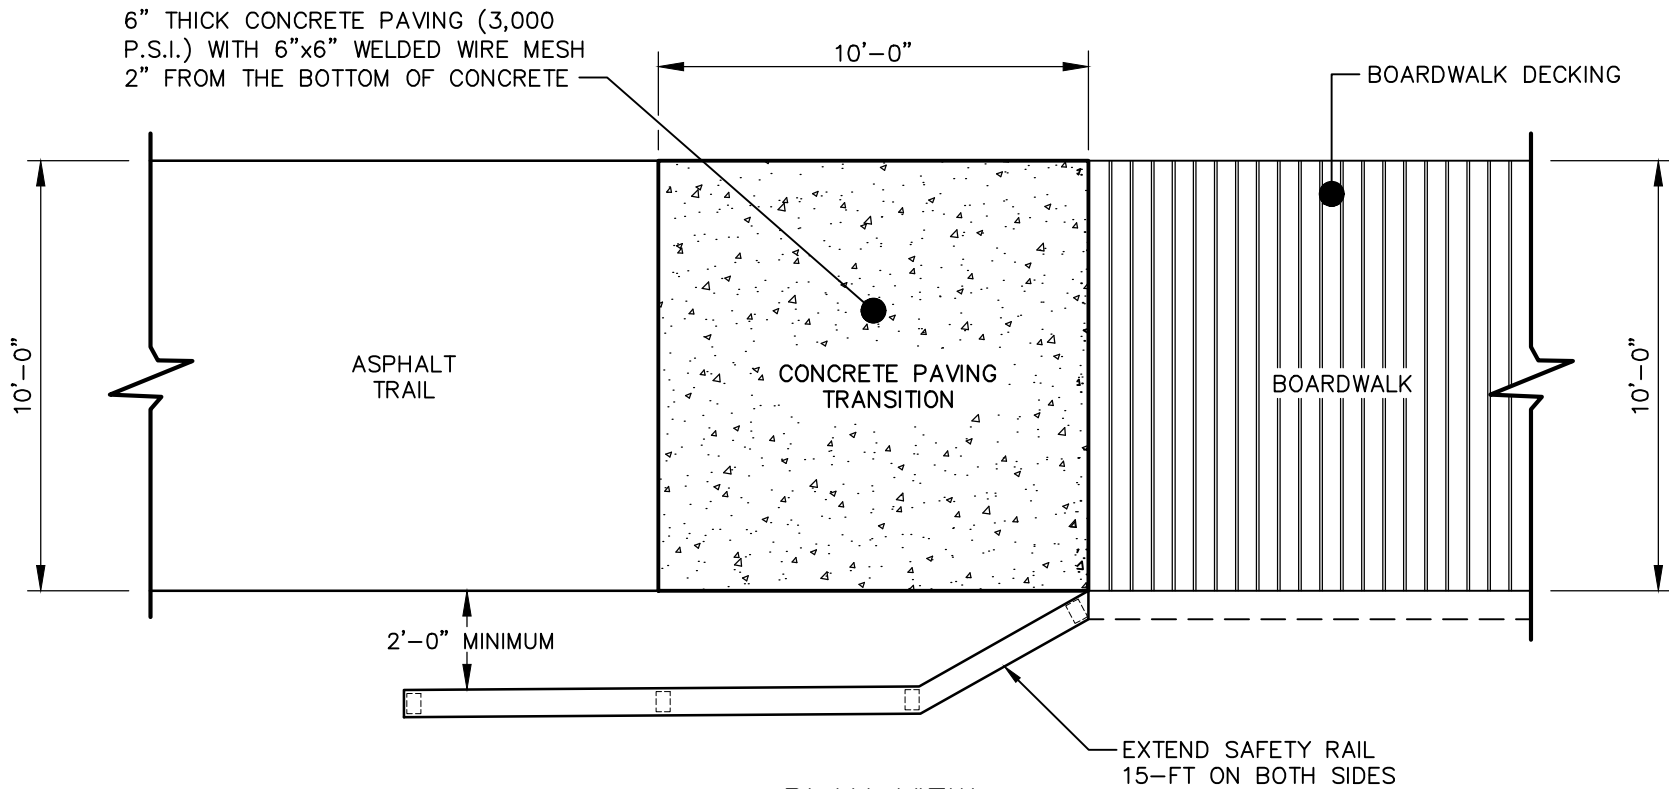 6” THICK CONCRETE PAVING (3,000
P.S.I.) WITH 6”x6” WELDED WIRE MESH
2” FROM THE BOTTOM OF CONCRETE
10’-0”
BOARDWALK DECKING
10’-0”
ASPHALT
TRAIL
CONCRETE PAVING
TRANSITION
BOARDWALK
10’-0”
2’-0” MINIMUM
EXTEND SAFETY RAIL
15-FT ON BOTH SIDES